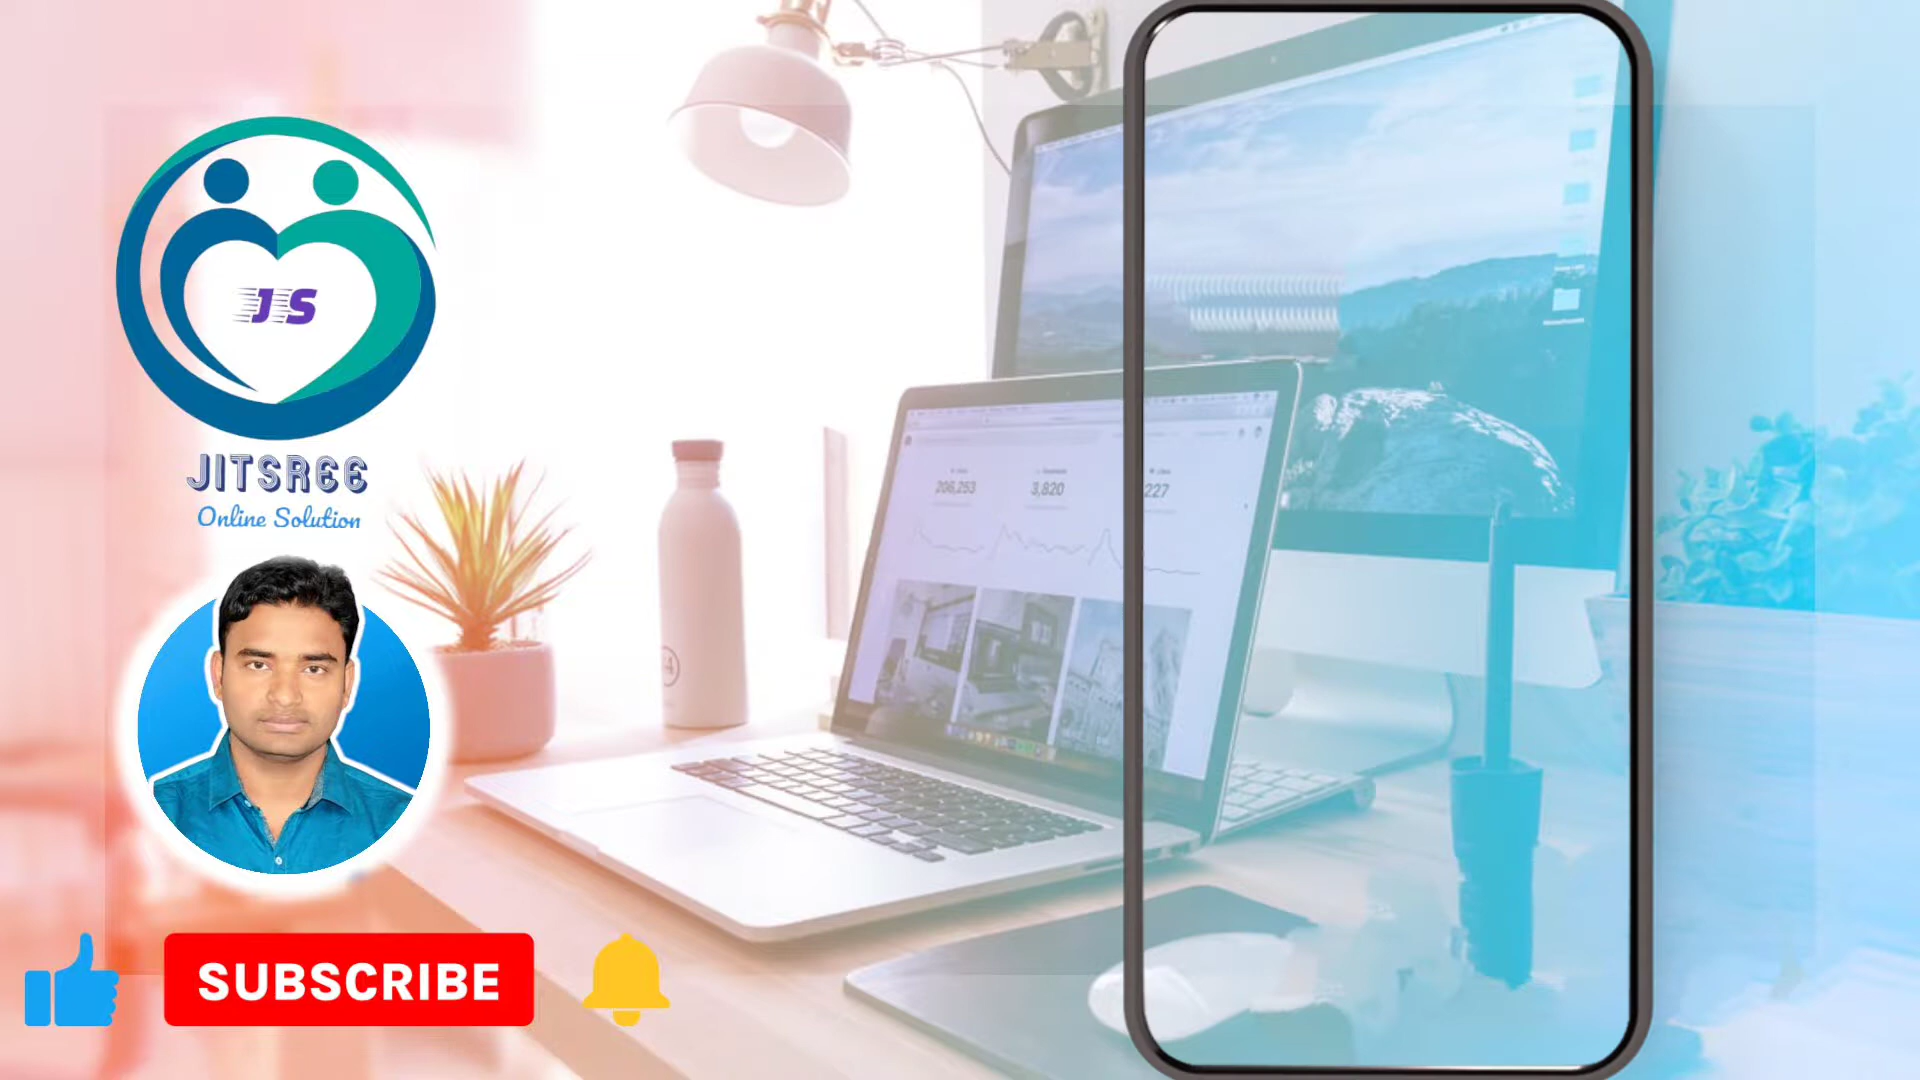 JS
JITSREE
Online Solution
206,253
3,820
227
SUBSCRIBE